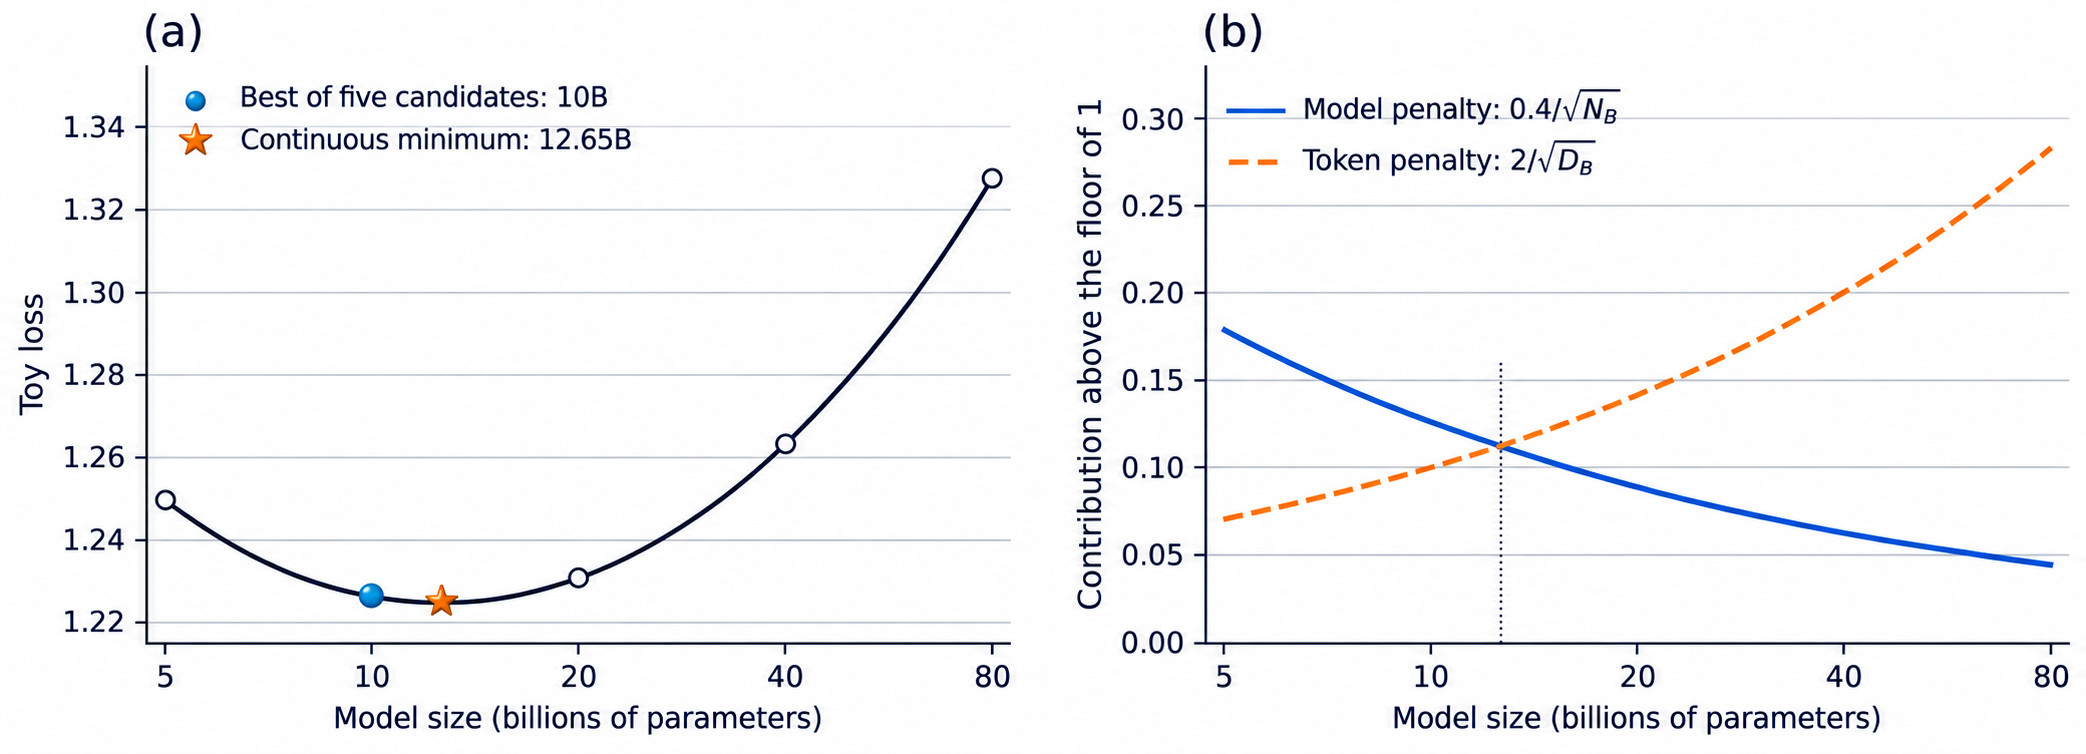 (a)
Best of five candidates: 10B
Continuous minimum: 12.65B
Toy loss
1.34
1.32
1.30
1.28
1.26
1.24
1.22
5 10 20 40 80
Model size (billions of parameters)
(b)
Model penalty: 0.4/√N_B
Token penalty: 2/√D_B
Contribution above the floor of 1
0.30
0.25
0.20
0.15
0.10
0.05
0.00
5 10 20 40 80
Model size (billions of parameters)